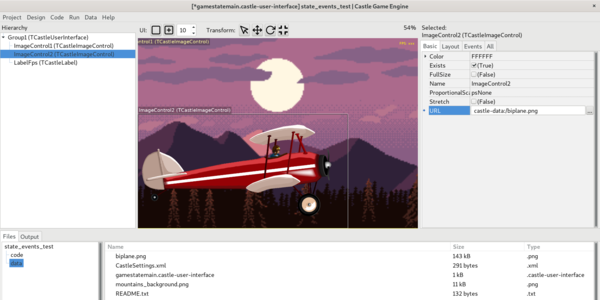 [*gamestatemain.castle-user-interface] state_events_test | Castle Game Engine
Project Design Code Run Data Help
Hierarchy
Group1 (TCastleUserInterface)
ImageControl1 (TCastleImageControl)
ImageControl2 (TCastleImageControl)
LabelFps (TCastleLabel)
UI: 10 Transform: 54%
ntrol1 (TCastleImageControl)
ImageControl2 (TCastleImageControl)
Selected:
ImageControl2 (TCastleImageControl)
Basic Layout Events All
Color FFFFFF
Exists (True)
FullSize (False)
Name ImageControl2
ProportionalSca psNone
Stretch (False)
URL castle-data:/biplane.png ...
Files Output
state_events_test
code
data
Name Size Type
biplane.png 143 kB .png
CastleSettings.xml 291 bytes .xml
gamestatemain.castle-user-interface 1 kB .castle-user-interface
mountains_background.png 11 kB .png
README.txt 132 bytes .txt